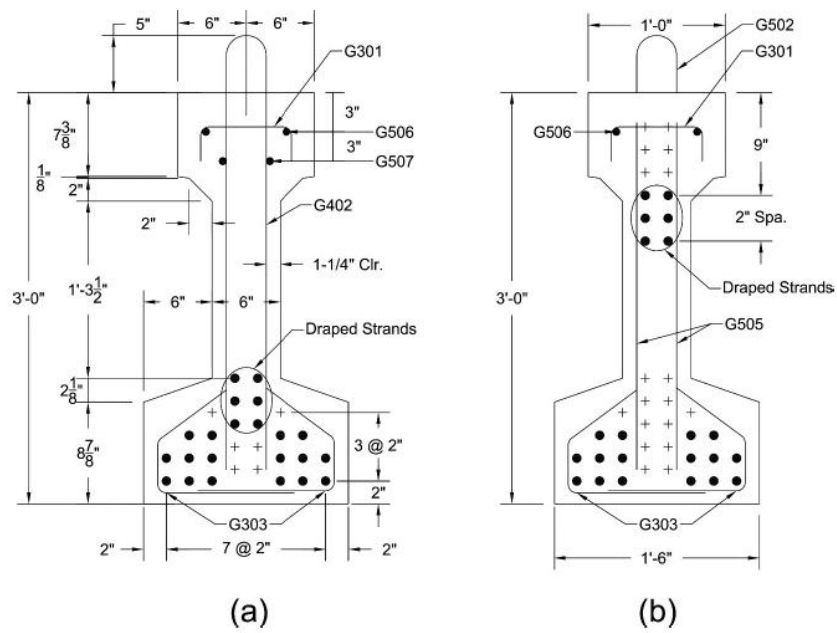 5" 6" 6" 1'-0" G502
G301 G301
3" G506 G506
7 3/8" 3" G507 9"
1/8" 2"
G402
2" 2" Spa.
1-1/4" Clr.
3'-0" 1'-3 1/2" 6" 6" 3'-0" Draped Strands
Draped Strands G505
2 1/8"
8 7/8" 3 @ 2"
2"
G303 G303
2" 7 @ 2" 2" 1'-6"
(a) (b)